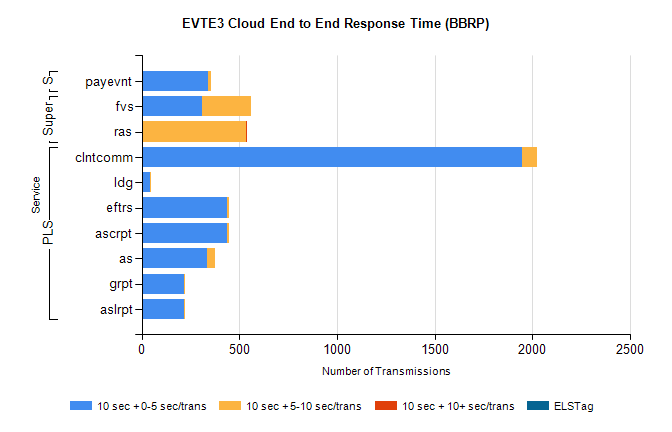 EVTE3 Cloud End to End Response Time (BBRP)
S L
payevnt
Super
fvs
ras
clntcomm
ldg
Service
eftrs
PLS
ascrpt
as
grpt
aslrpt
0 500 1000 1500 2000 2500
Number of Transmissions
10 sec +0-5 sec/trans 10 sec +5-10 sec/trans 10 sec + 10+ sec/trans ELSTag